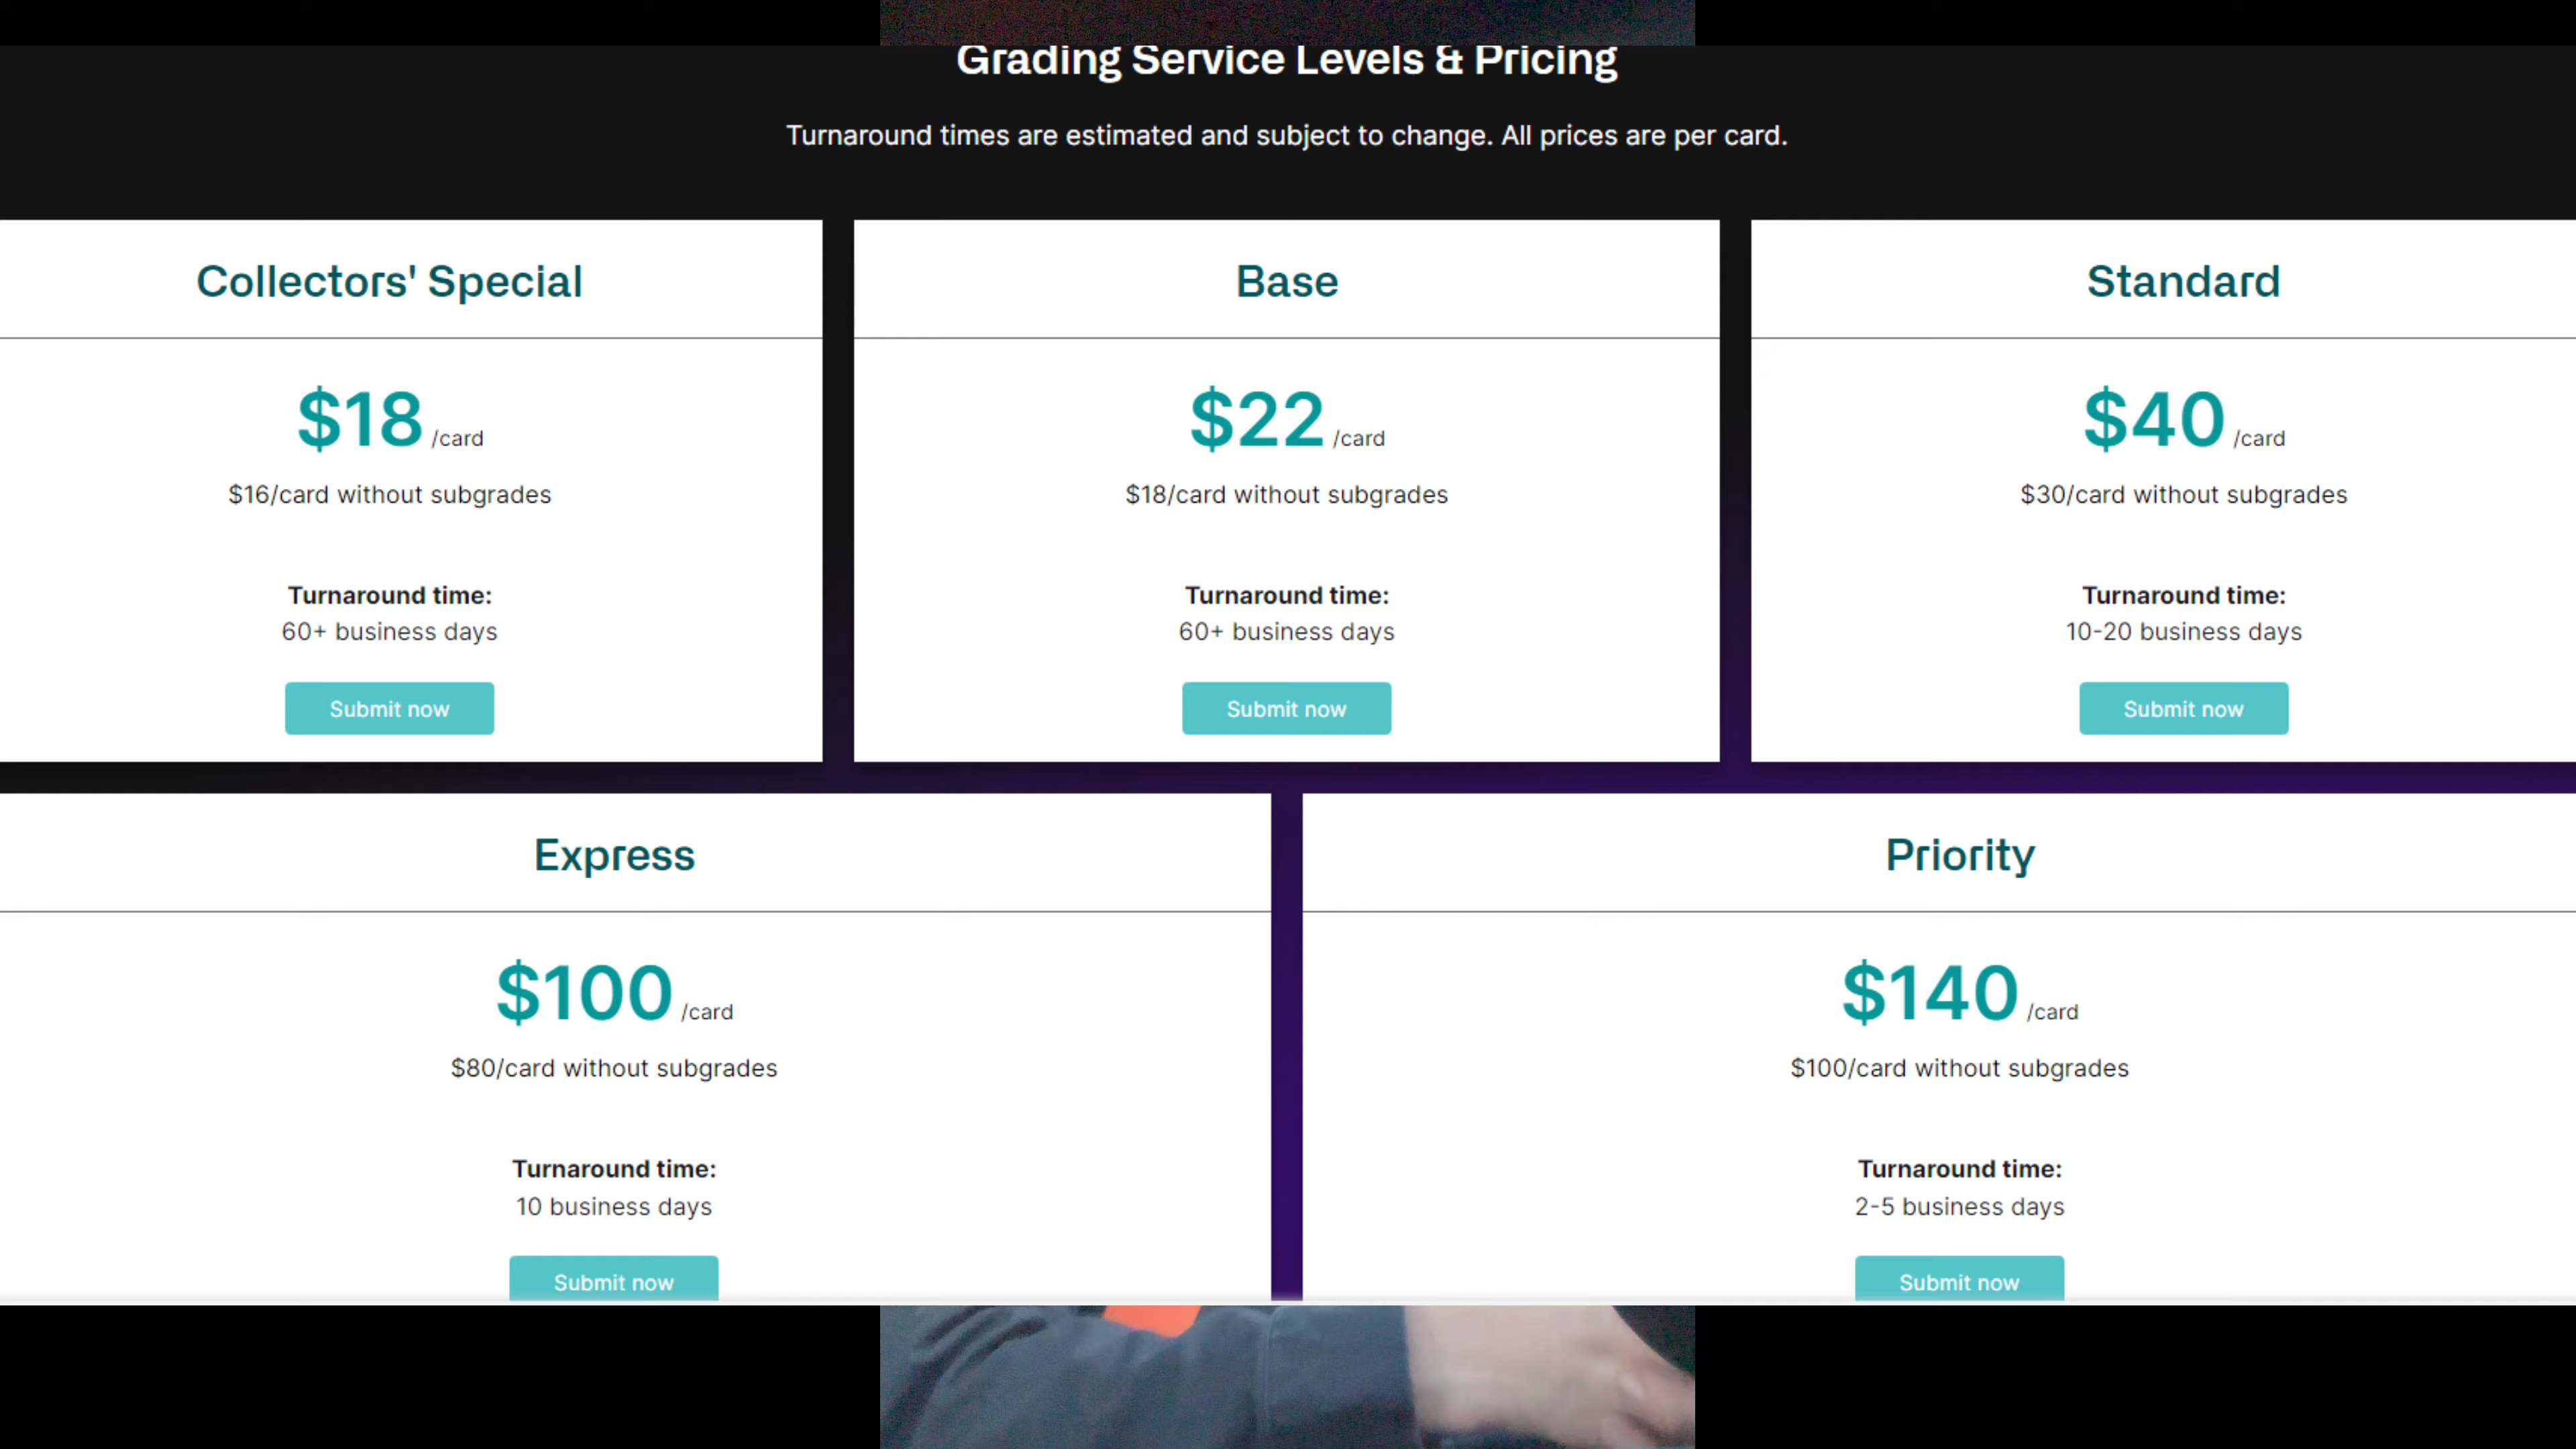 Grading Service Levels & Pricing
Turnaround times are estimated and subject to change. All prices are per card.
Collectors' Special
$18 /card
$16/card without subgrades
Turnaround time:
60+ business days
Submit now
Base
$22 /card
$18/card without subgrades
Turnaround time:
60+ business days
Submit now
Standard
$40 /card
$30/card without subgrades
Turnaround time:
10-20 business days
Submit now
Express
$100 /card
$80/card without subgrades
Turnaround time:
10 business days
Submit now
Priority
$140 /card
$100/card without subgrades
Turnaround time:
2-5 business days
Submit now